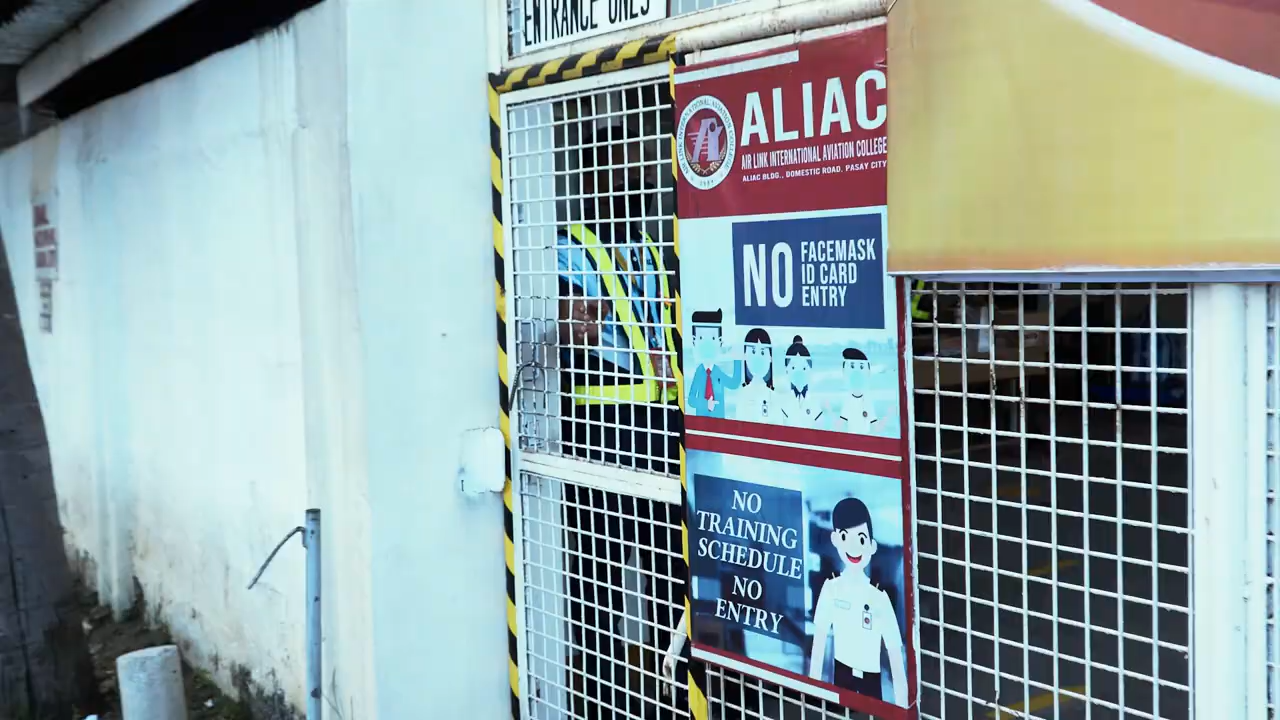 ENTRANCE ONLY
ALIAC
AIR LINK INTERNATIONAL AVIATION COLLEGE
ALIAC BLDG., DOMESTIC ROAD. PASAY CITY
NO
FACEMASK
ID CARD
ENTRY
NO
TRAINING
SCHEDULE
NO
ENTRY